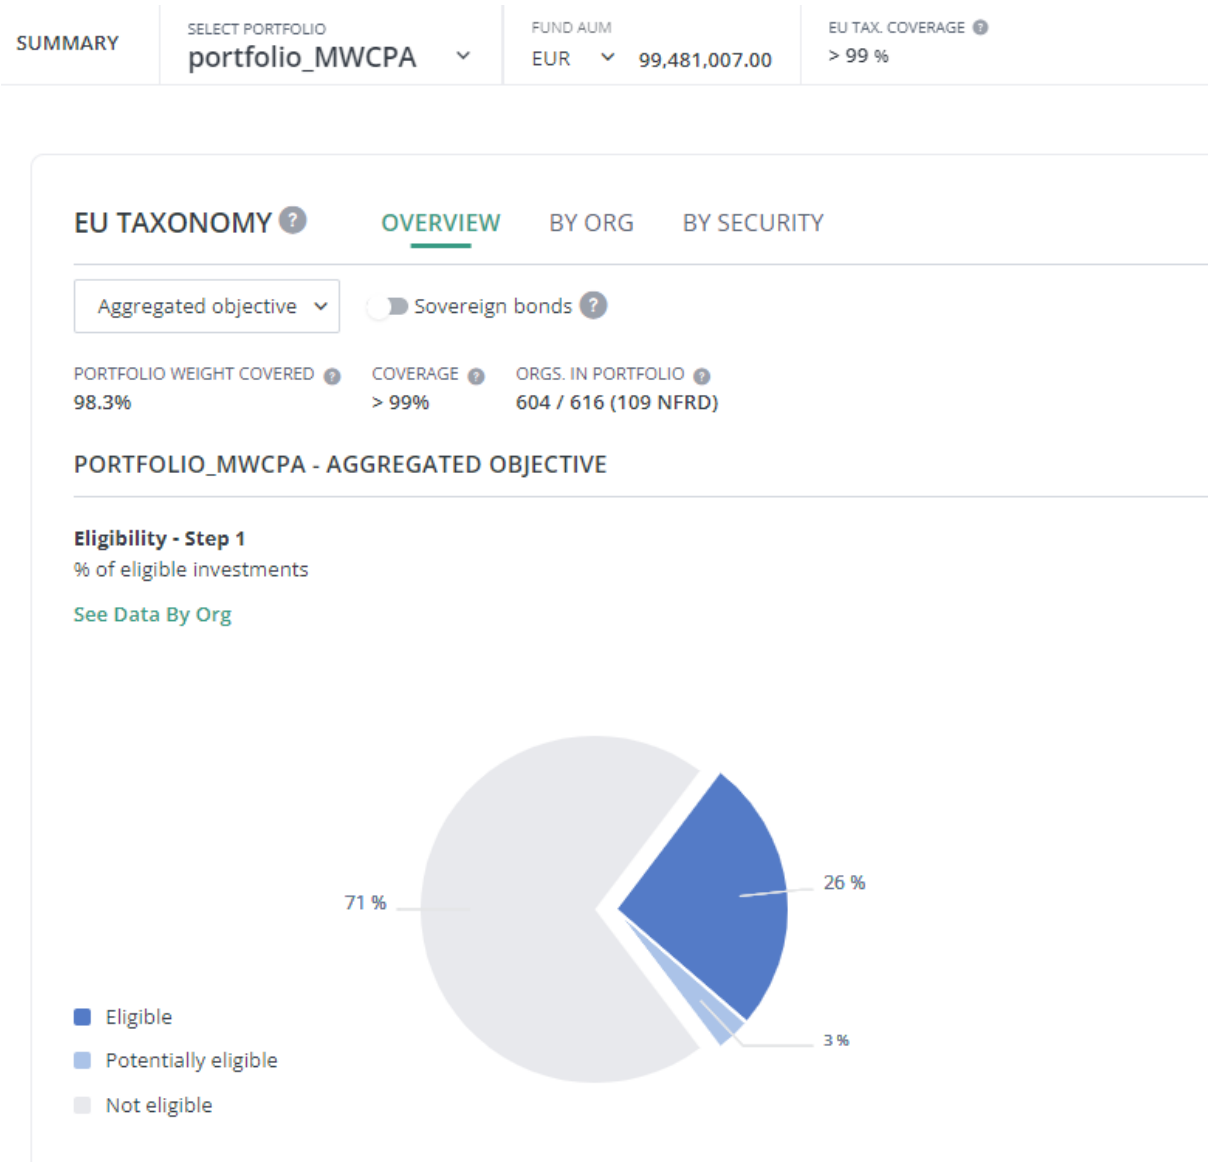 SUMMARY
SELECT PORTFOLIO
portfolio_MWCPA
FUND AUM
EUR 99,481,007.00
EU TAX. COVERAGE ?
> 99 %
EU TAXONOMY ? OVERVIEW BY ORG BY SECURITY
Aggregated objective Sovereign bonds ?
PORTFOLIO WEIGHT COVERED ? COVERAGE ? ORGS. IN PORTFOLIO ?
98.3% > 99% 604 / 616 (109 NFRD)
PORTFOLIO_MWCPA - AGGREGATED OBJECTIVE
Eligibility - Step 1
% of eligible investments
See Data By Org
26 %
71 %
3 %
Eligible
Potentially eligible
Not eligible